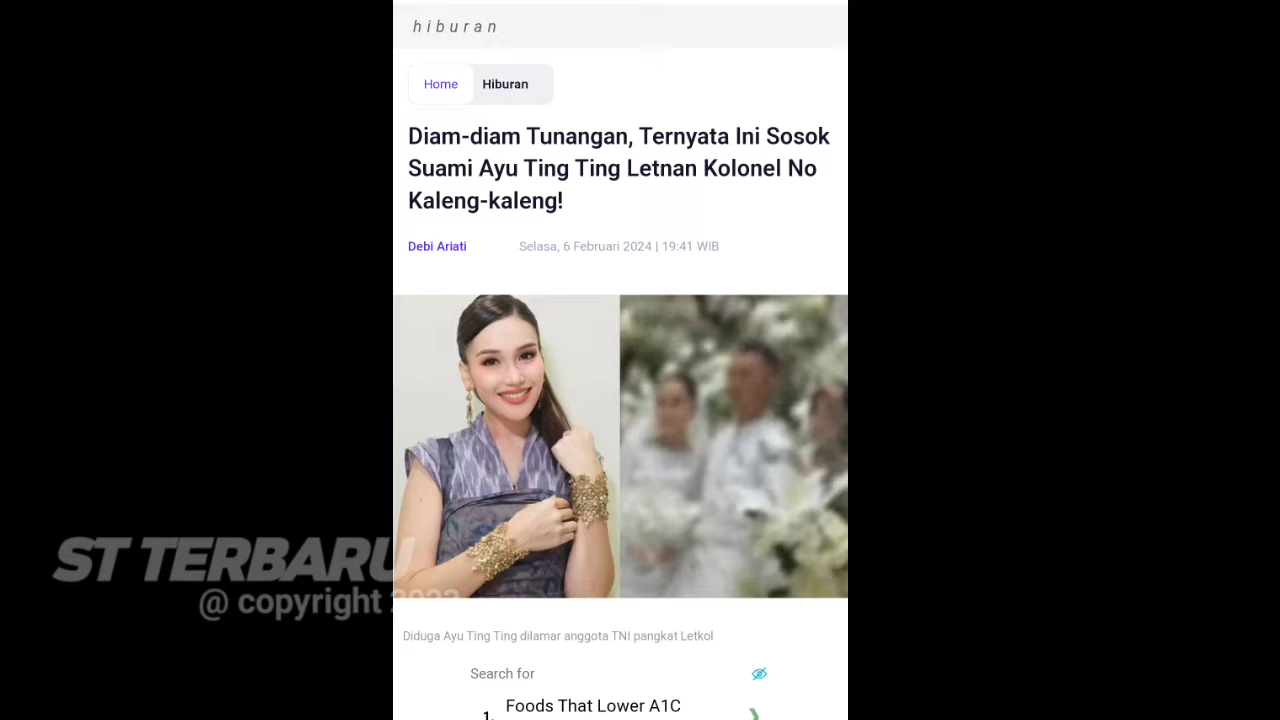 hiburan
Home Hiburan
Diam-diam Tunangan, Ternyata Ini Sosok
Suami Ayu Ting Ting Letnan Kolonel No
Kaleng-kaleng!
Debi Ariati Selasa, 6 Februari 2024 | 19:41 WIB
ST TERBARU
@ copyright
Diduga Ayu Ting Ting dilamar anggota TNI pangkat Letkol
Search for
1. Foods That Lower A1C